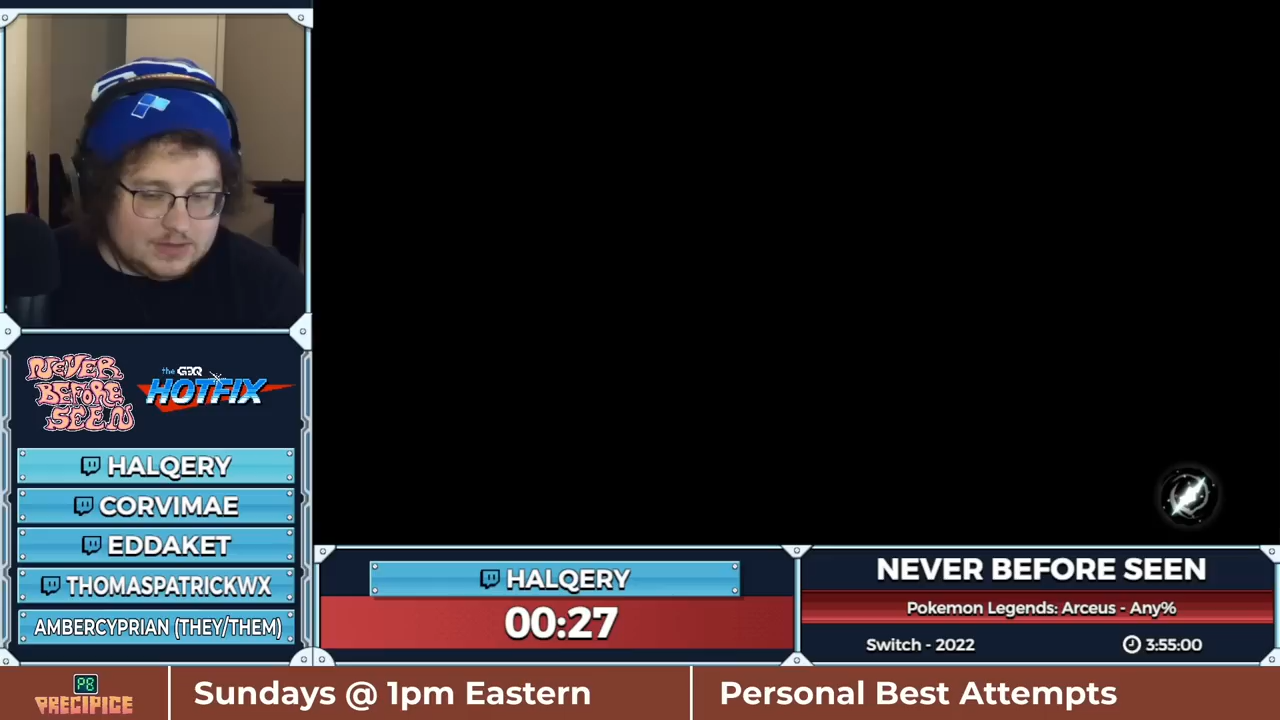 NEVER
BEFORE
SEEN
the GDQ
HOTFIX
HALQERY
CORVIMAE
EDDAKET
THOMASPATRICKWX
AMBERCYPRIAN (THEY/THEM)
HALQERY
00:27
NEVER BEFORE SEEN
Pokemon Legends: Arceus - Any%
Switch - 2022
3:55:00
PB
PRECIPICE
Sundays @ 1pm Eastern
Personal Best Attempts